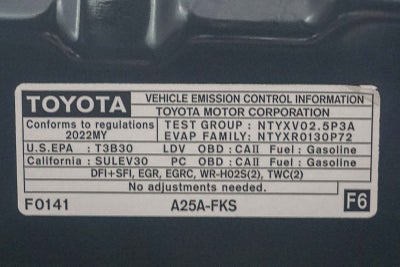 TOYOTA
VEHICLE EMISSION CONTROL INFORMATION
TOYOTA MOTOR CORPORATION
Conforms to regulations
2022MY
TEST GROUP : NTYXV02.5P3A
EVAP FAMILY: NTYXR0130P72
U.S.EPA : T3B30 LDV OBD : CAII Fuel : Gasoline
California : SULEV30 PC OBD : CAII Fuel : Gasoline
DFI+SFI, EGR, EGRC, WR-HO2S(2), TWC(2)
No adjustments needed.
F0141 A25A-FKS F6